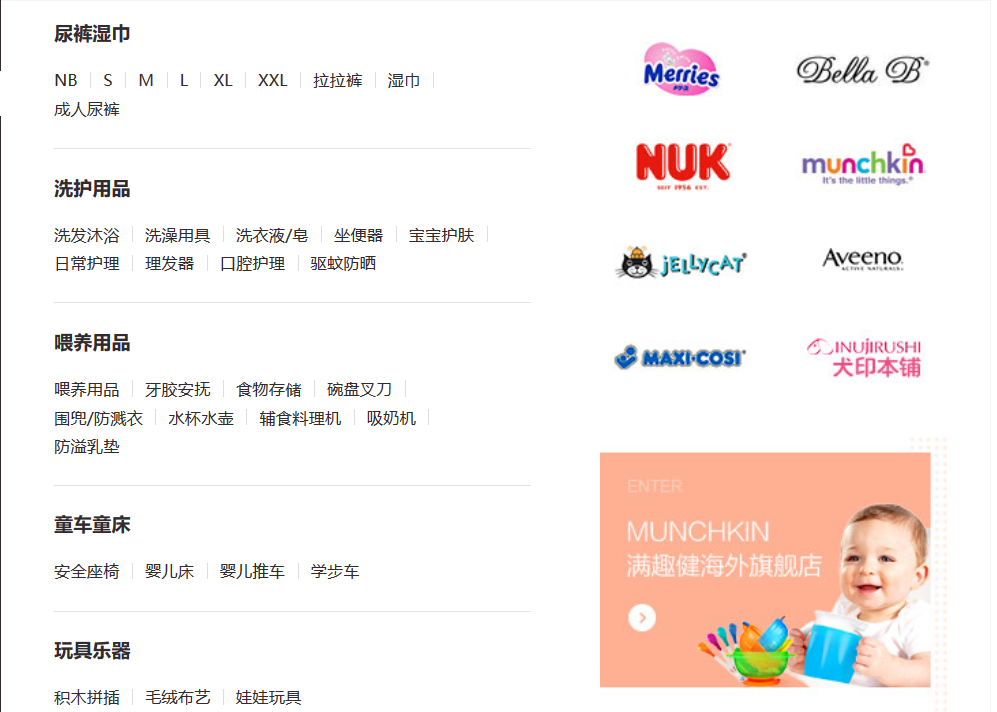 尿裤湿巾
NB S M L XL XXL 拉拉裤 湿巾
成人尿裤
洗护用品
洗发沐浴 洗澡用具 洗衣液/皂 坐便器 宝宝护肤
日常护理 理发器 口腔护理 驱蚊防晒
喂养用品
喂养用品 牙胶安抚 食物存储 碗盘叉刀
围兜/防溅衣 水杯水壶 辅食料理机 吸奶机
防溢乳垫
童车童床
安全座椅 婴儿床 婴儿推车 学步车
玩具乐器
积木拼插 毛绒布艺 娃娃玩具
Merries
Bella B®
NUK
SEIT 1956 EST.
munchkin
It's the little things.®
JELLYCAT®
Aveeno
ACTIVE NATURALS®
MAXI-COSI®
INUJIRUSHI
犬印本铺
ENTER
MUNCHKIN
满趣健海外旗舰店